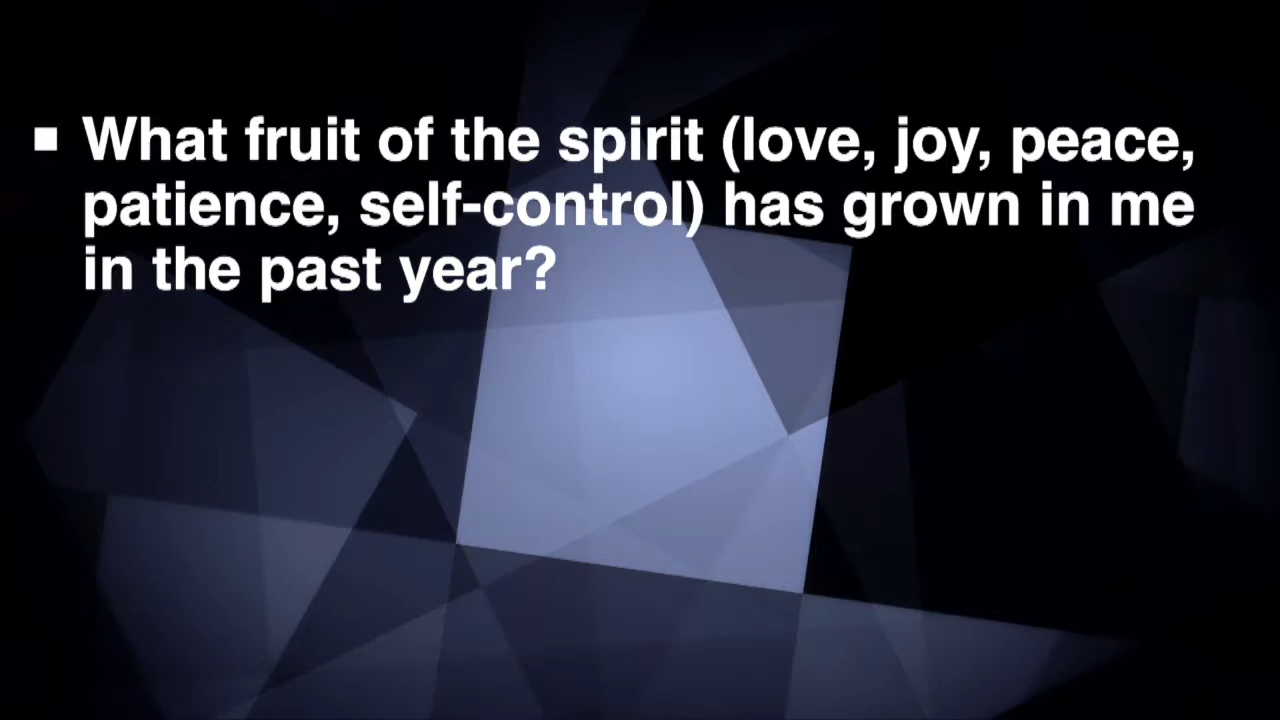 ▪ What fruit of the spirit (love, joy, peace,
patience, self-control) has grown in me
in the past year?